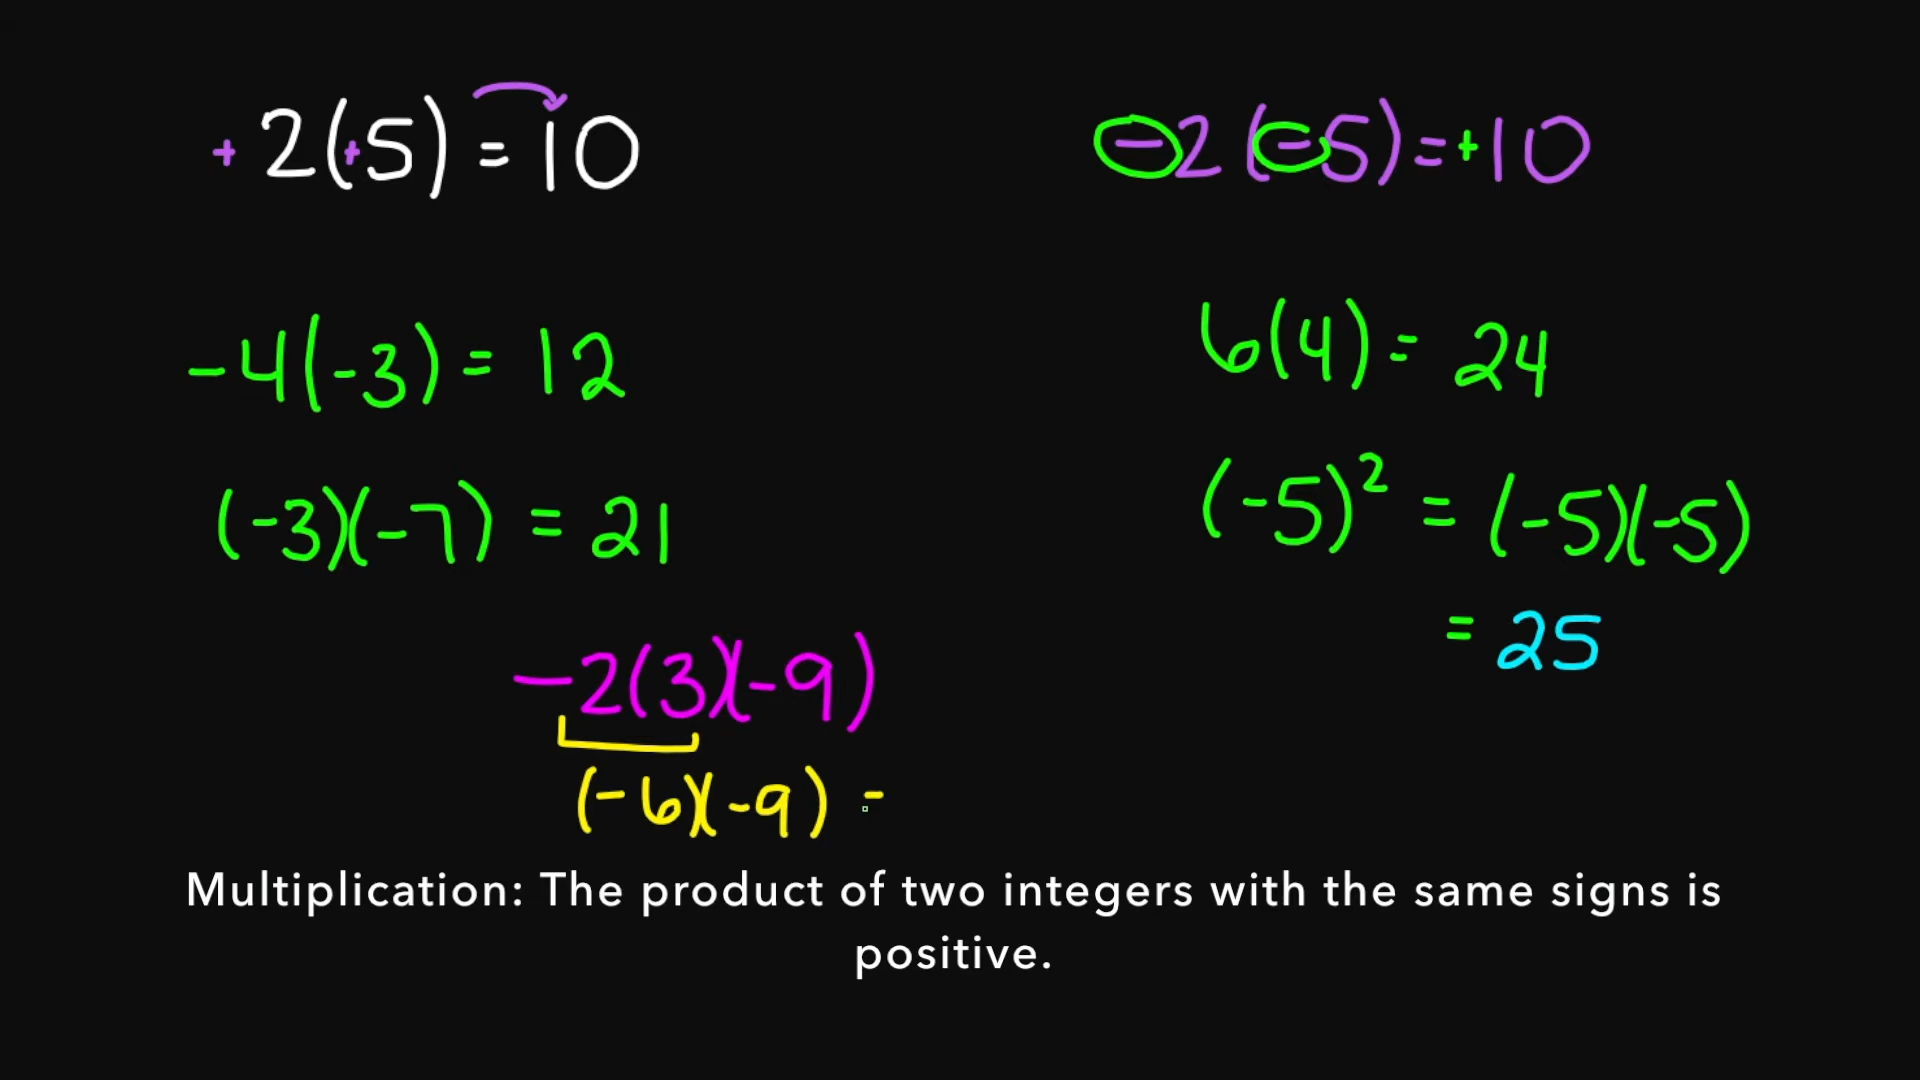 +2(+5) = 10
-2(-5) = +10
-4(-3) = 12
6(4) = 24
(-3)(-7) = 21
(-5)² = (-5)(-5)
= 25
-2(3)(-9)
(-6)(-9) -
Multiplication: The product of two integers with the same signs is
positive.